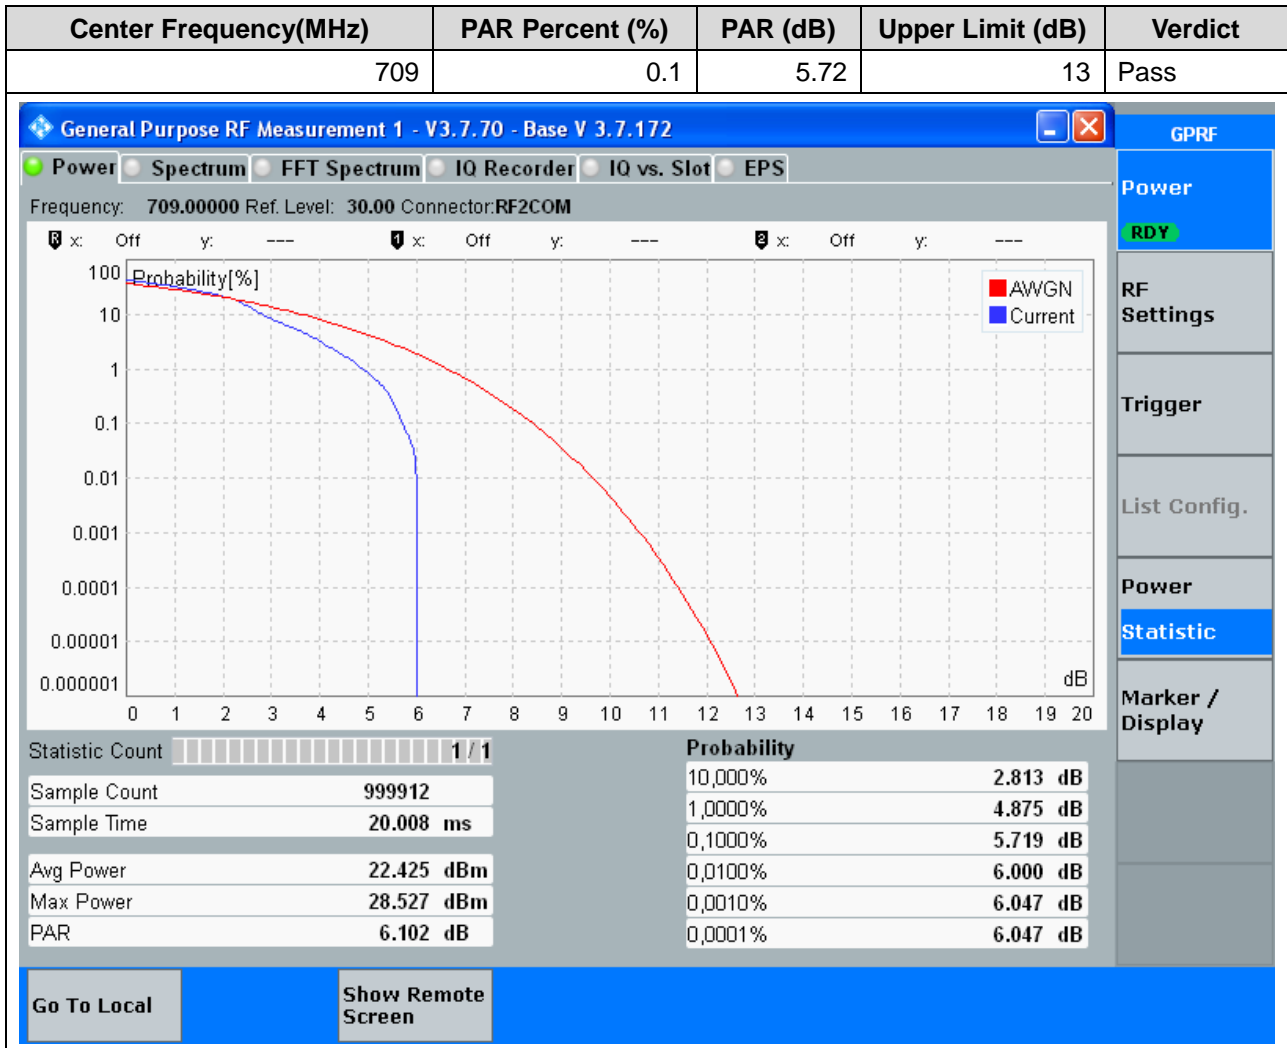 Center Frequency(MHz) PAR Percent (%) PAR (dB) Upper Limit (dB) Verdict
709 0.1 5.72 13 Pass
General Purpose RF Measurement 1 - V3.7.70 - Base V 3.7.172
GPRF
Power Spectrum FFT Spectrum IQ Recorder IQ vs. Slot EPS
Power
RDY
Frequency: 709.00000 Ref. Level: 30.00 Connector:RF2COM
R x: Off y: --- 1 x: Off y: --- 2 x: Off y: ---
Probability[%]
AWGN
Current
100
10
1
0.1
0.01
0.001
0.0001
0.00001
0.000001
dB
0 1 2 3 4 5 6 7 8 9 10 11 12 13 14 15 16 17 18 19 20
RF
Settings
Trigger
List Config.
Power
Statistic
Marker /
Display
Statistic Count 1 / 1
Sample Count 999912
Sample Time 20.008 ms
Avg Power 22.425 dBm
Max Power 28.527 dBm
PAR 6.102 dB
Probability
10,000% 2.813 dB
1,0000% 4.875 dB
0,1000% 5.719 dB
0,0100% 6.000 dB
0,0010% 6.047 dB
0,0001% 6.047 dB
Go To Local
Show Remote
Screen